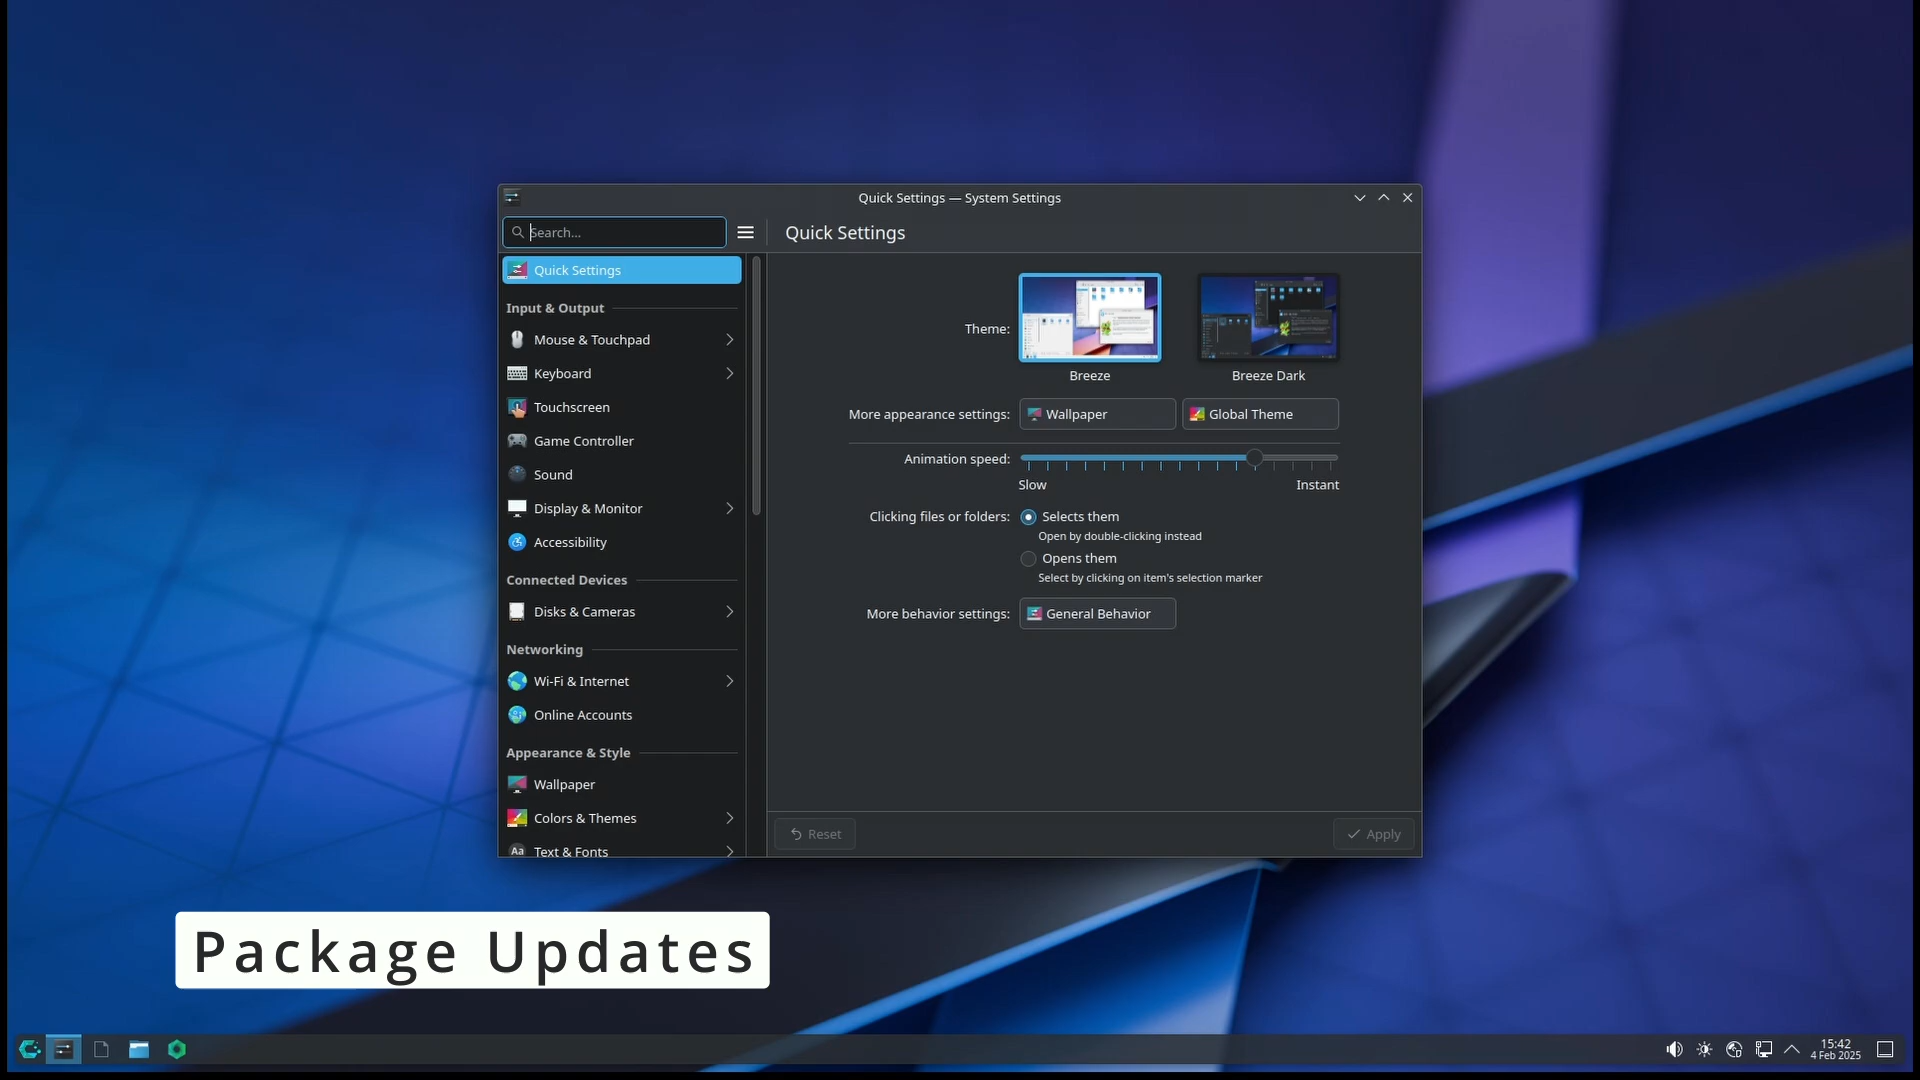 Quick Settings — System Settings
Search...
Quick Settings
Quick Settings
Input & Output
Mouse & Touchpad
Keyboard
Touchscreen
Game Controller
Sound
Display & Monitor
Accessibility
Connected Devices
Disks & Cameras
Networking
Wi-Fi & Internet
Online Accounts
Appearance & Style
Wallpaper
Colors & Themes
Aa Text & Fonts
Theme:
Breeze
Breeze Dark
More appearance settings:
Wallpaper
Global Theme
Animation speed:
Slow
Instant
Clicking files or folders:
Selects them
Open by double-clicking instead
Opens them
Select by clicking on item's selection marker
More behavior settings:
General Behavior
Reset
Apply
Package Updates
15:42
4 Feb 2025